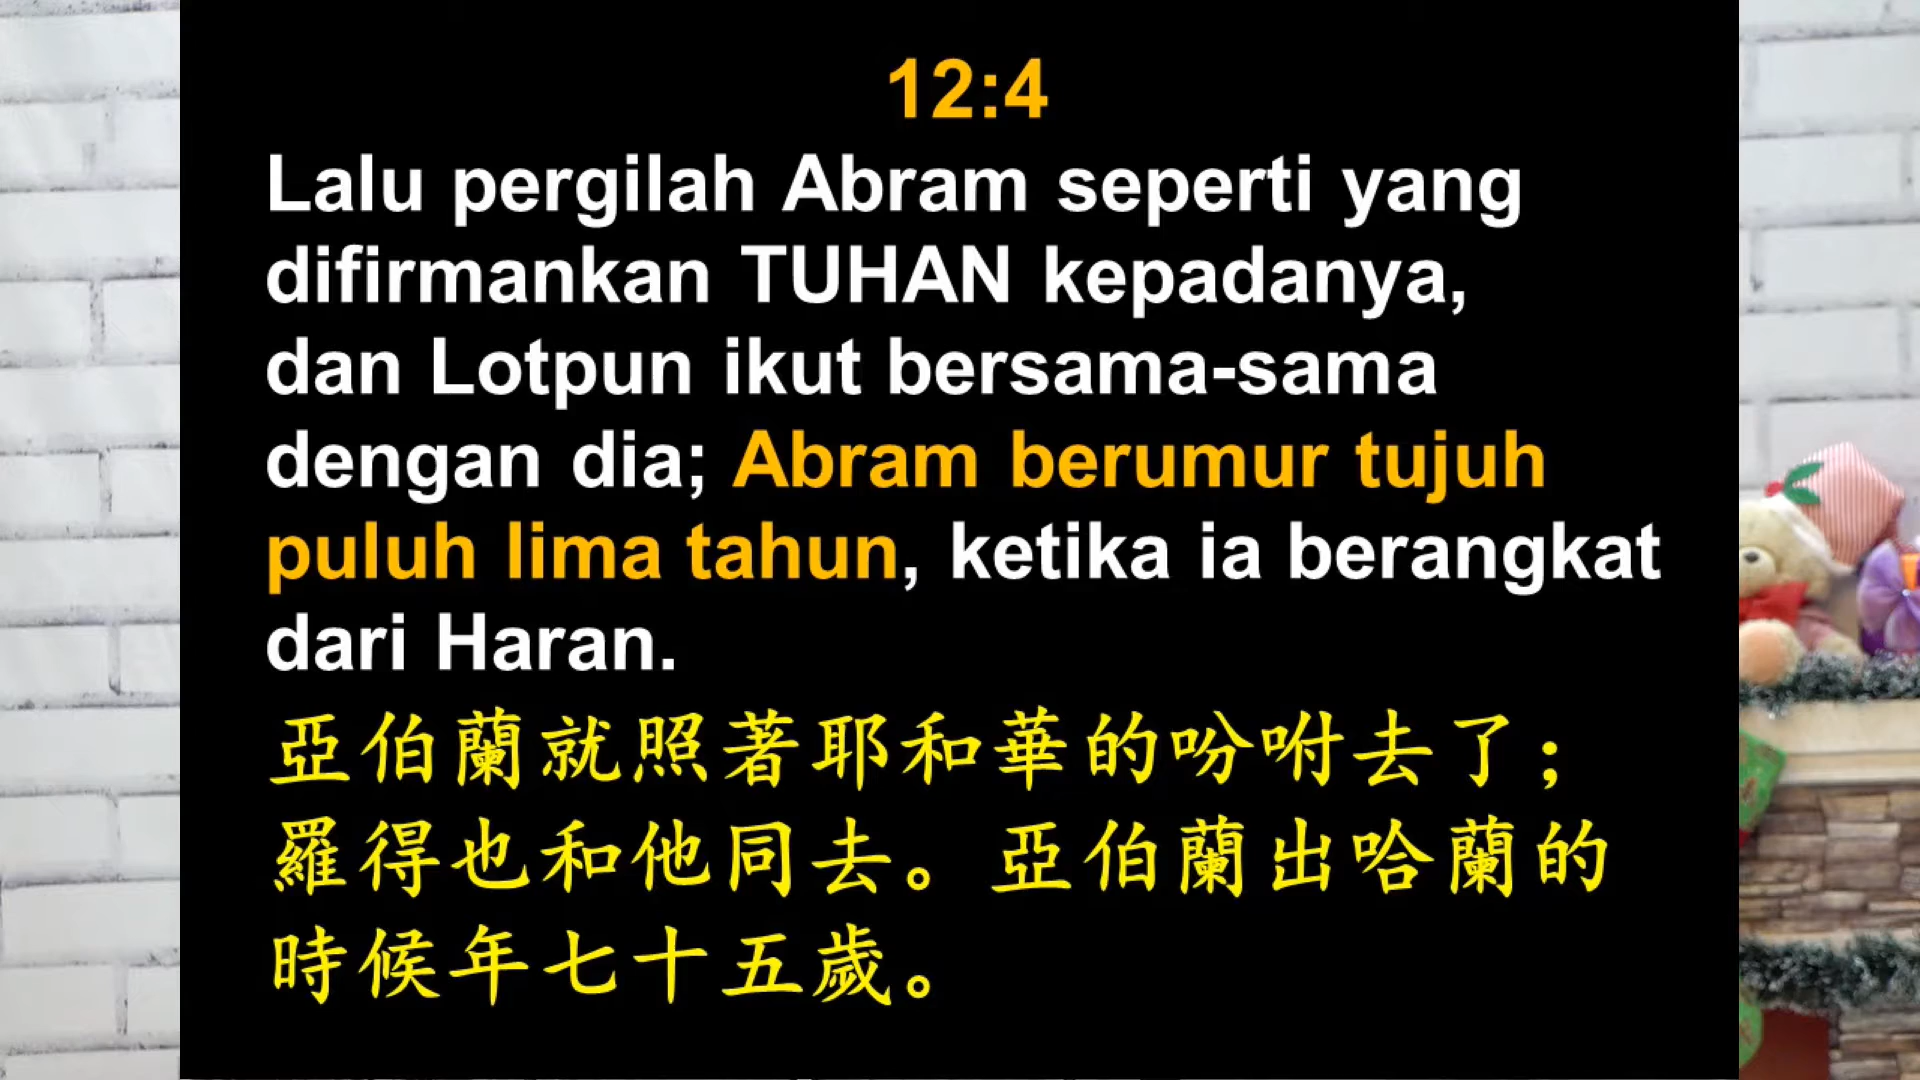 12:4
Lalu pergilah Abram seperti yang
difirmankan TUHAN kepadanya,
dan Lotpun ikut bersama-sama
dengan dia; Abram berumur tujuh
puluh lima tahun, ketika ia berangkat
dari Haran.
亞伯蘭就照著耶和華的吩咐去了；
羅得也和他同去。亞伯蘭出哈蘭的
時候年七十五歲。